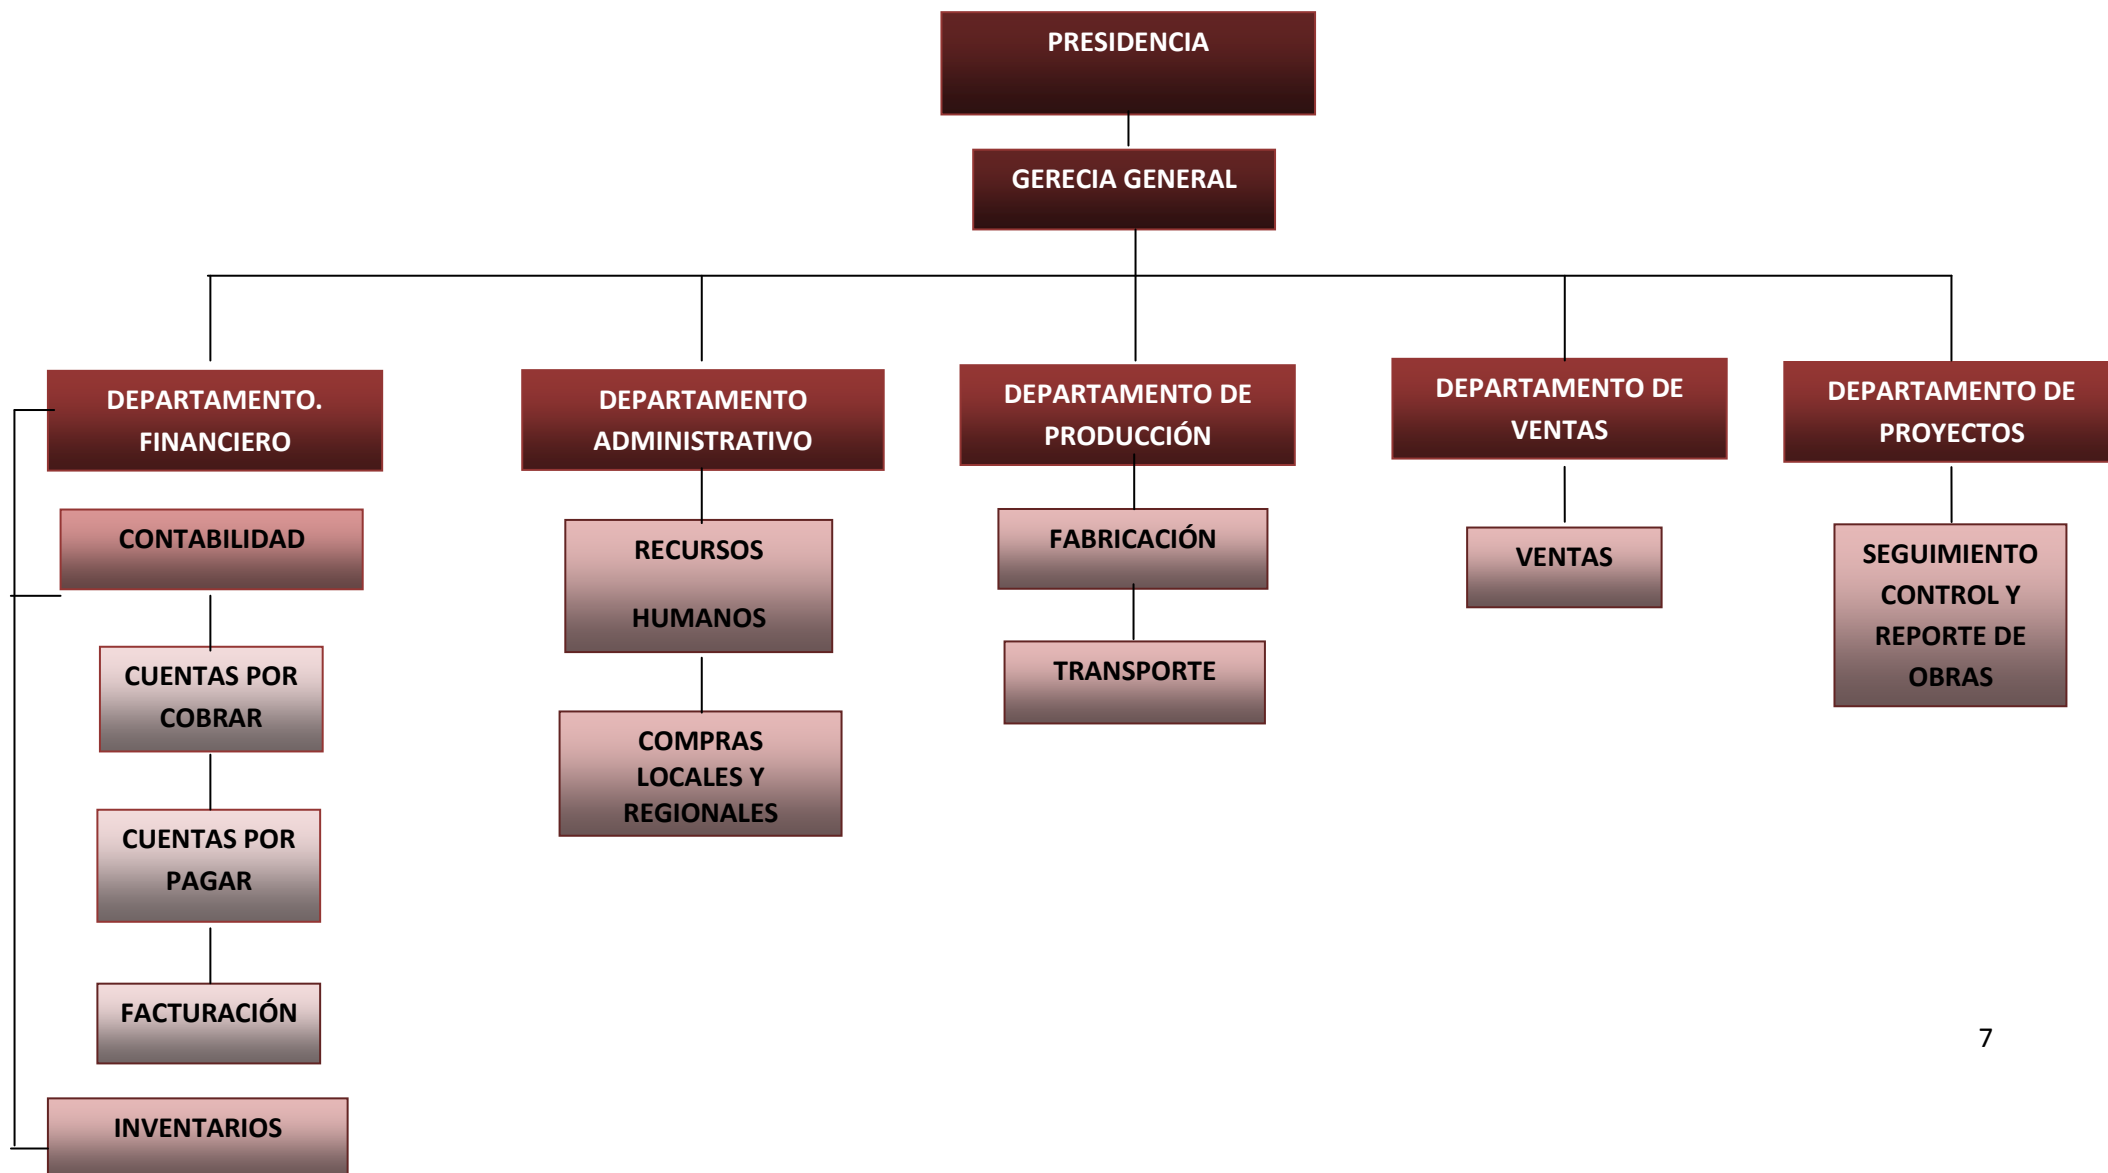 PRESIDENCIA
GERECIA GENERAL
DEPARTAMENTO.
FINANCIERO
CONTABILIDAD
CUENTAS POR
COBRAR
CUENTAS POR
PAGAR
FACTURACIÓN
INVENTARIOS
DEPARTAMENTO
ADMINISTRATIVO
RECURSOS
HUMANOS
COMPRAS
LOCALES Y
REGIONALES
DEPARTAMENTO DE
PRODUCCIÓN
FABRICACIÓN
TRANSPORTE
DEPARTAMENTO DE
VENTAS
VENTAS
DEPARTAMENTO DE
PROYECTOS
SEGUIMIENTO
CONTROL Y
REPORTE DE
OBRAS
7